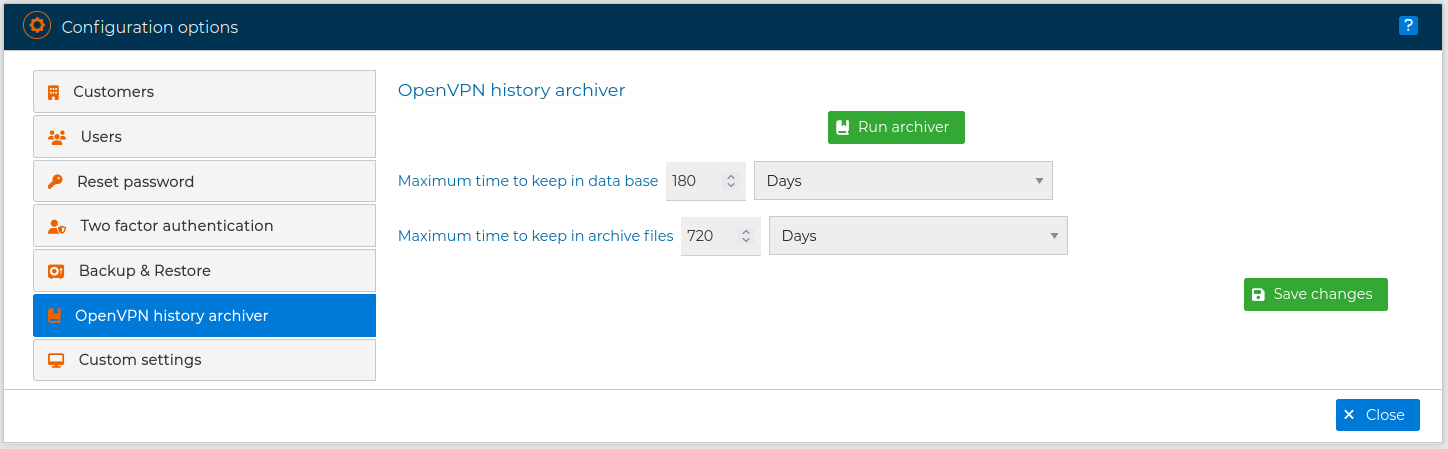 Configuration options
?
Customers
Users
Reset password
Two factor authentication
Backup & Restore
OpenVPN history archiver
Custom settings
OpenVPN history archiver
Run archiver
Maximum time to keep in data base 180 Days
Maximum time to keep in archive files 720 Days
Save changes
Close